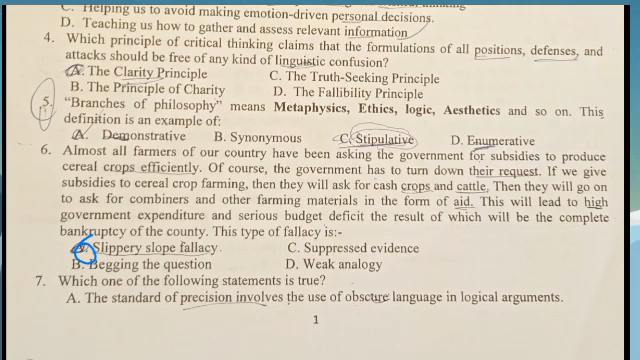 C. Helping us to avoid making emotion-driven personal decisions.
D. Teaching us how to gather and assess relevant information
4. Which principle of critical thinking claims that the formulations of all positions, defenses, and
attacks should be free of any kind of linguistic confusion?
A. The Clarity Principle C. The Truth-Seeking Principle
B. The Principle of Charity D. The Fallibility Principle
5. "Branches of philosophy" means Metaphysics, Ethics, logic, Aesthetics and so on. This
definition is an example of:
A. Demonstrative B. Synonymous C. Stipulative D. Enumerative
6. Almost all farmers of our country have been asking the government for subsidies to produce
cereal crops efficiently. Of course, the government has to turn down their request. If we give
subsidies to cereal crop farming, then they will ask for cash crops and cattle. Then they will go on
to ask for combiners and other farming materials in the form of aid. This will lead to high
government expenditure and serious budget deficit the result of which will be the complete
bankruptcy of the county. This type of fallacy is:-
A. Slippery slope fallacy. C. Suppressed evidence
B. Begging the question D. Weak analogy
7. Which one of the following statements is true?
A. The standard of precision involves the use of obscure language in logical arguments.
1